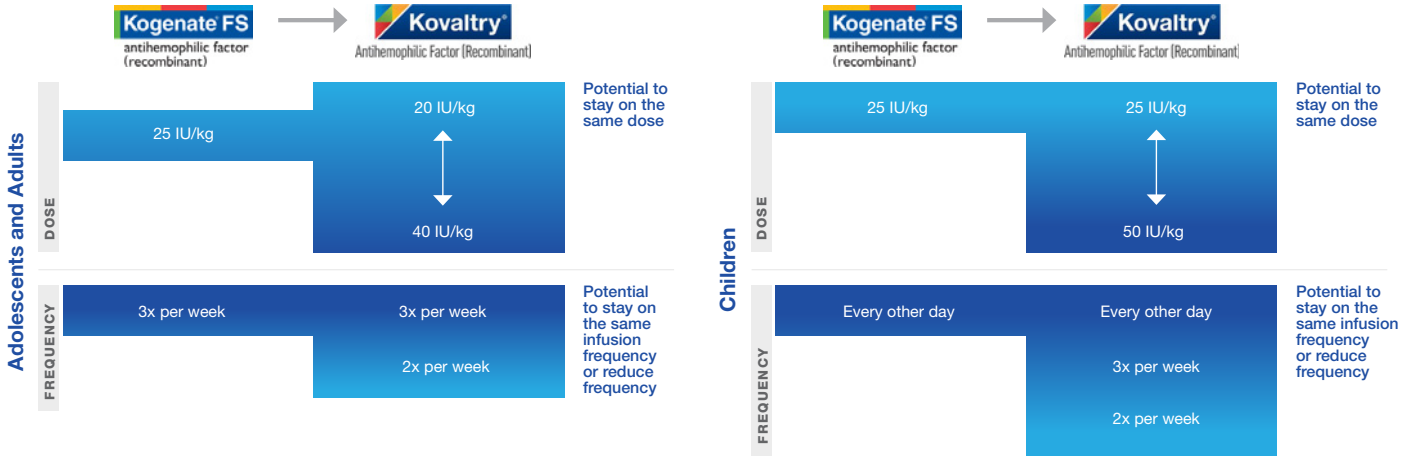 Kogenate® FS
antihemophilic factor
(recombinant)
Kovaltry®
Antihemophilic Factor (Recombinant)
Adolescents and Adults
DOSE
25 IU/kg
20 IU/kg
40 IU/kg
Potential to
stay on the
same dose
FREQUENCY
3x per week
3x per week
2x per week
Potential
to stay on
the same
infusion
frequency
or reduce
frequency
Kogenate® FS
antihemophilic factor
(recombinant)
Kovaltry®
Antihemophilic Factor (Recombinant)
Children
DOSE
25 IU/kg
25 IU/kg
50 IU/kg
Potential to
stay on the
same dose
FREQUENCY
Every other day
Every other day
3x per week
2x per week
Potential to
stay on the
same infusion
frequency
or reduce
frequency